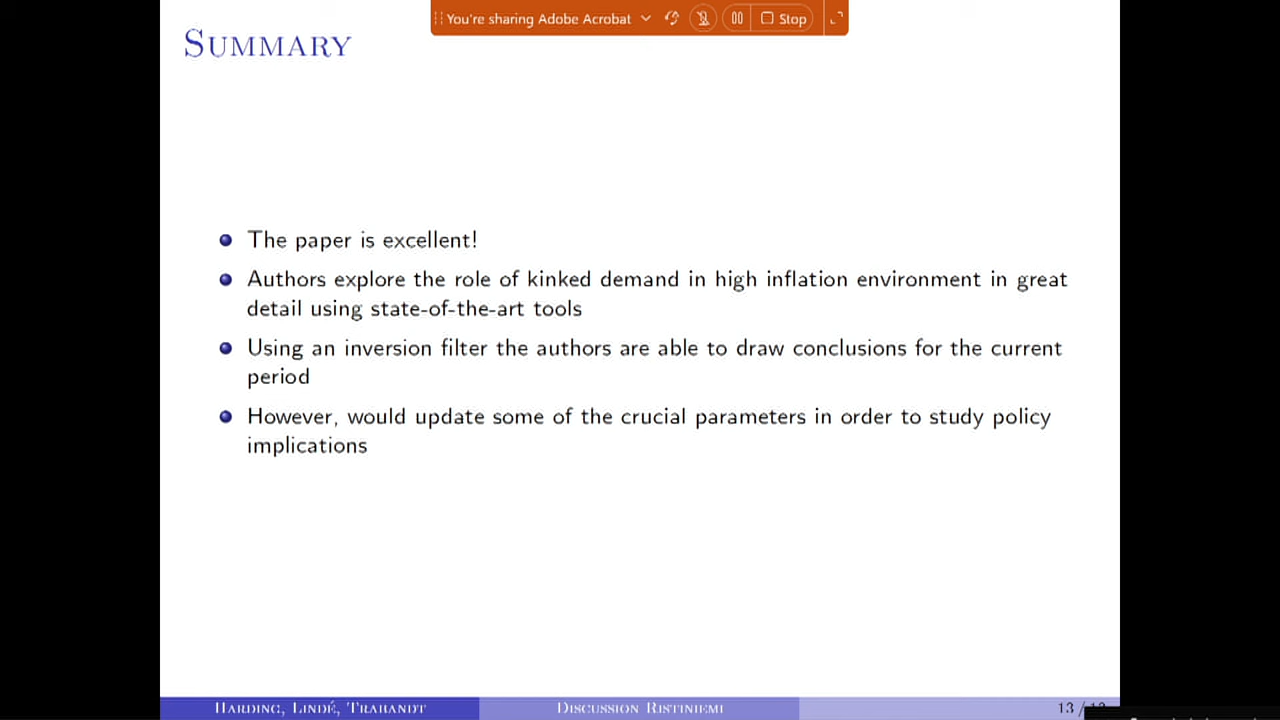 You're sharing Adobe Acrobat Stop
SUMMARY
The paper is excellent!
Authors explore the role of kinked demand in high inflation environment in great
detail using state-of-the-art tools
Using an inversion filter the authors are able to draw conclusions for the current
period
However, would update some of the crucial parameters in order to study policy
implications
HARDING, LINDÉ, TRABANDT DISCUSSION RISTINIEMI 13 /